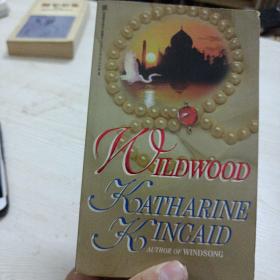 WILDWOOD
KATHARINE
KINCAID
AUTHOR OF WINDSONG